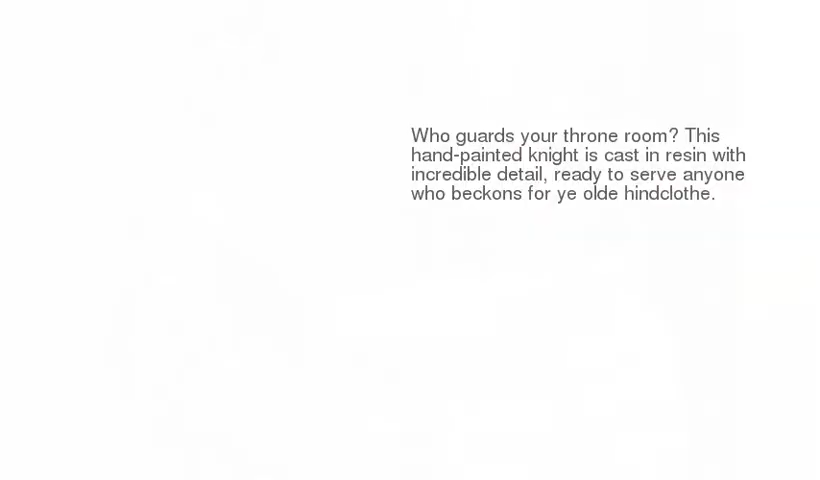 Who guards your throne room? This
hand-painted knight is cast in resin with
incredible detail, ready to serve anyone
who beckons for ye olde hindclothe.